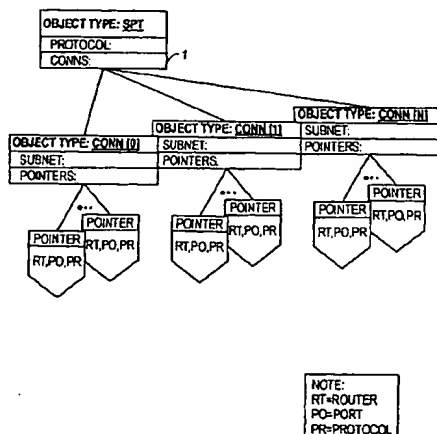 OBJECT TYPE: SPT
PROTOCOL:
CONNS:
1
OBJECT TYPE: CONN [0]
SUBNET:
POINTERS:
OBJECT TYPE: CONN [1]
SUBNET:
POINTERS:
OBJECT TYPE: CONN [N]
SUBNET:
POINTERS:
...
POINTER
RT,PO,PR
POINTER
RT,PO,PR
...
POINTER
RT,PO,PR
POINTER
RT,PO,PR
...
POINTER
RT,PO,PR
POINTER
RT,PO,PR
NOTE:
RT=ROUTER
PO=PORT
PR=PROTOCOL